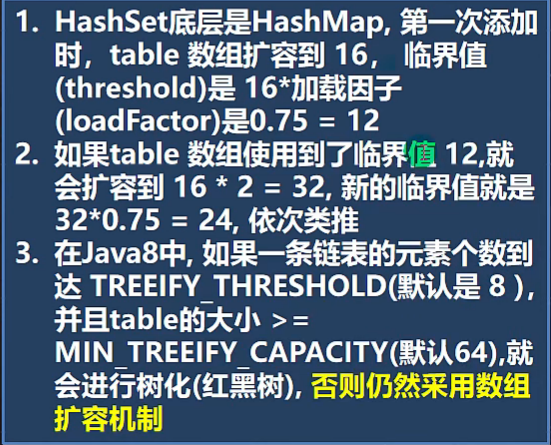 1. HashSet底层是HashMap, 第一次添加
时，table 数组扩容到 16， 临界值
(threshold)是 16*加载因子
(loadFactor)是0.75 = 12
2. 如果table 数组使用到了临界值 12,就
会扩容到 16 * 2 = 32, 新的临界值就是
32*0.75 = 24, 依次类推
3. 在Java8中, 如果一条链表的元素个数到
达 TREEIFY_THRESHOLD(默认是 8 ),
并且table的大小 >=
MIN_TREEIFY_CAPACITY(默认64),就
会进行树化(红黑树), 否则仍然采用数组
扩容机制